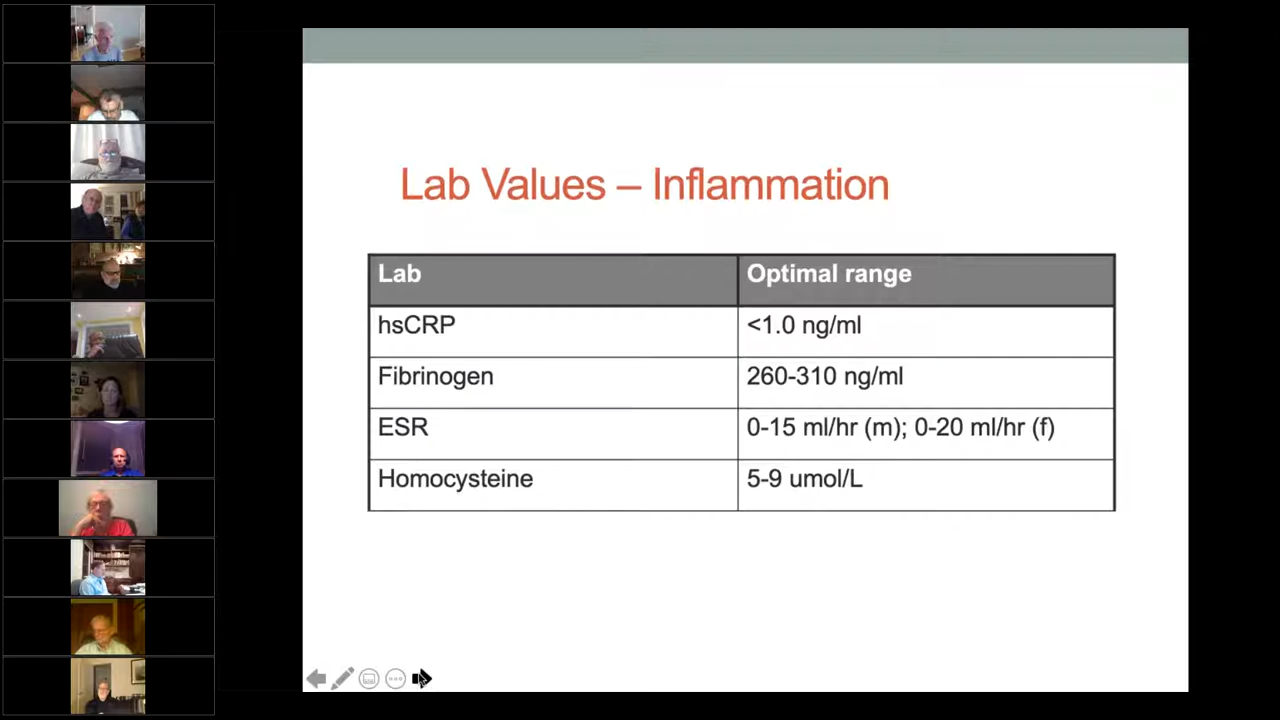 Lab Values – Inflammation
Lab Optimal range
hsCRP <1.0 ng/ml
Fibrinogen 260-310 ng/ml
ESR 0-15 ml/hr (m); 0-20 ml/hr (f)
Homocysteine 5-9 umol/L